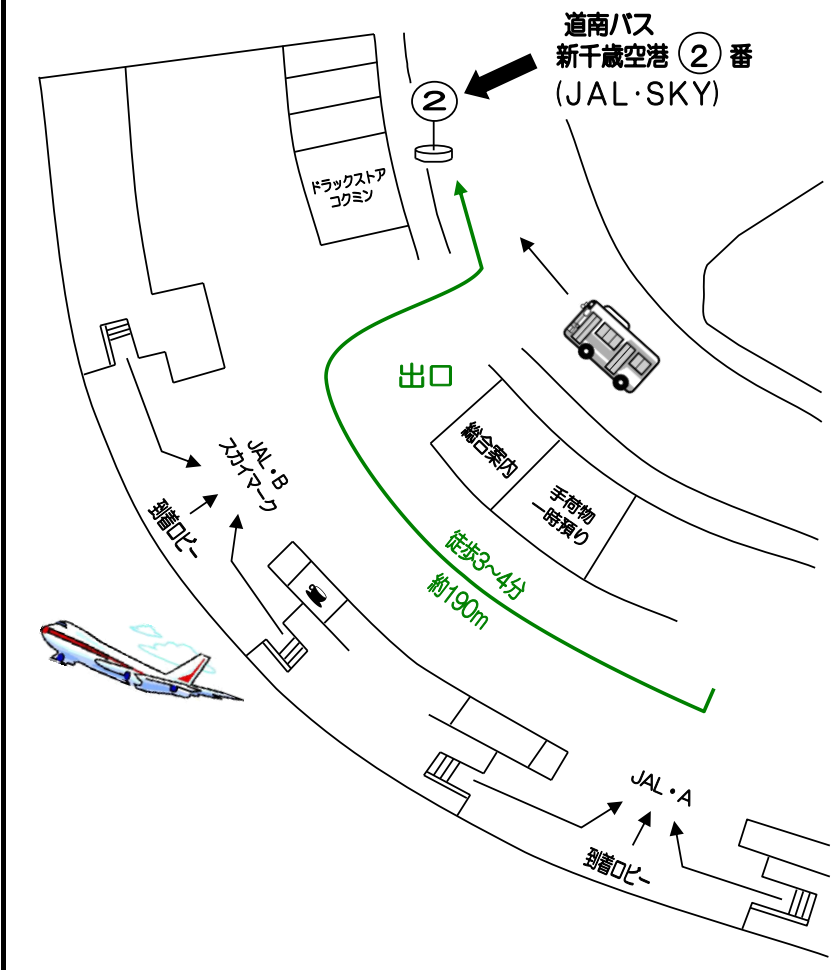 道南バス
新千歳空港 ② 番
(JAL·SKY)
②
ドラックストア
コクミン
出口
総合案内
手荷物
一時預り
JAL・B
スカイマーク
到着ロビー
徒歩3~4分
約190m
JAL・A
到着ロビー